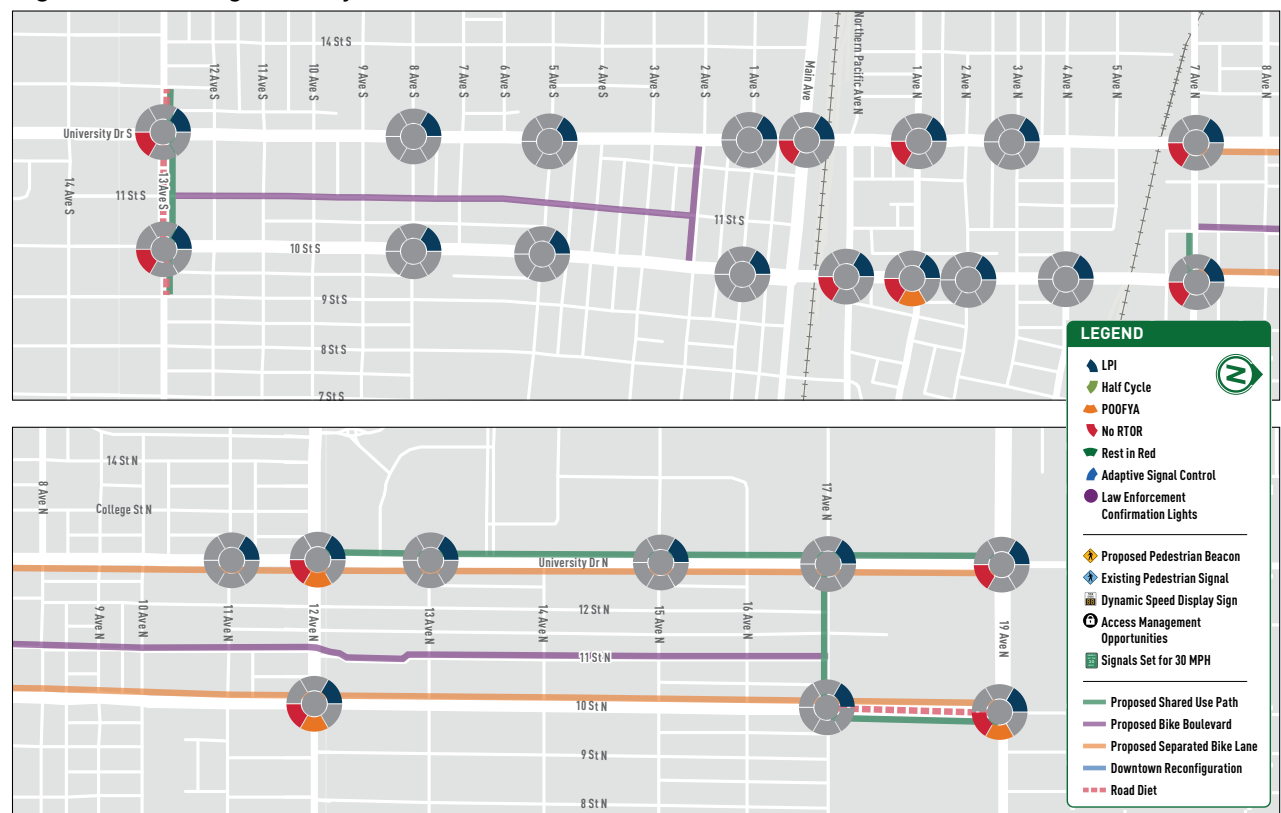 14 St S
12 Ave S
11 Ave S
10 Ave S
9 Ave S
8 Ave S
7 Ave S
6 Ave S
5 Ave S
4 Ave S
3 Ave S
2 Ave S
1 Ave S
Main Ave
Northern Pacific Ave N
1 Ave N
2 Ave N
3 Ave N
4 Ave N
5 Ave N
7 Ave N
8 Ave N
University Dr S
14 Ave S
13 Ave S
11 St S
11 St S
10 St S
9 St S
8 St S
7 St S
LEGEND
N
LPI
Half Cycle
POOFYA
No RTOR
Rest in Red
Adaptive Signal Control
Law Enforcement
Confirmation Lights
Proposed Pedestrian Beacon
Existing Pedestrian Signal
Dynamic Speed Display Sign
Access Management
Opportunities
Signals Set for 30 MPH
Proposed Shared Use Path
Proposed Bike Boulevard
Proposed Separated Bike Lane
Downtown Reconfiguration
Road Diet
14 St N
8 Ave N
College St N
17 Ave N
University Dr N
9 Ave N
10 Ave N
11 Ave N
12 Ave N
13 Ave N
14 Ave N
12 St N
15 Ave N
16 Ave N
19 Ave N
11 St N
10 St N
9 St N
8 St N